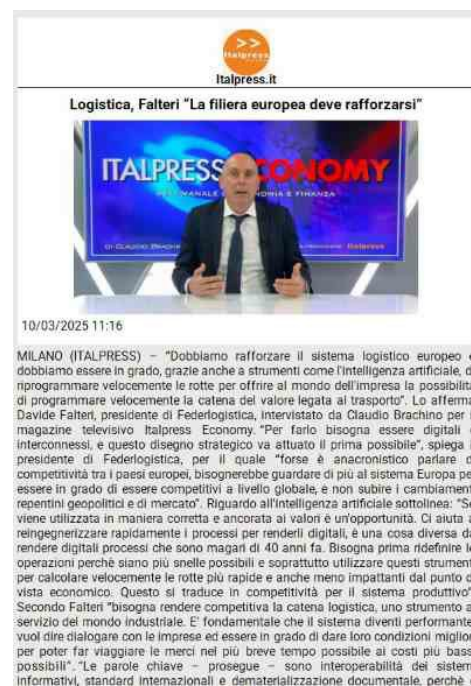 Italpress
Italpress.it
Logistica, Falteri “La filiera europea deve rafforzarsi”
ITALPRESS ECONOMY
DI CLAUDIO BRACHINO
Italpress
10/03/2025 11:16
MILANO (ITALPRESS) – “Dobbiamo rafforzare il sistema logistico europeo e
dobbiamo essere in grado, grazie anche a strumenti come l'intelligenza artificiale, d
riprogrammare velocemente le rotte per offrire al mondo dell'impresa la possibilità
di programmare velocemente la catena del valore legata al trasporto”. Lo afferma
Davide Falteri, presidente di Federlogistica, intervistato da Claudio Brachino per
magazine televisivo Italpress Economy. “Per farlo bisogna essere digitali
interconnessi, e questo disegno strategico va attuato il prima possibile”, spiega
presidente di Federlogistica, per il quale “forse è anacronistico parlare d
competitività tra i paesi europei, bisognerebbe guardare di più al sistema Europa per
essere in grado di essere competitivi a livello globale, e non subire i cambiament
repentini geopolitici e di mercato”. Riguardo all'intelligenza artificiale sottolinea: “Se
viene utilizzata in maniera corretta e ancorata ai valori è un'opportunità. Ci aiuta a
reingegnerizzare rapidamente i processi per renderli digitali, è una cosa diversa da
rendere digitali processi che sono magari di 40 anni fa. Bisogna prima ridefinire le
operazioni perchè siano più snelle possibili e soprattutto utilizzare questi strument
per calcolare velocemente le rotte più rapide e anche meno impattanti dal punto d
vista economico. Questo si traduce in competitività per il sistema produttivo”
Secondo Falteri “bisogna rendere competitiva la catena logistica, uno strumento a
servizio del mondo industriale. E' fondamentale che il sistema diventi performante
vuol dire dialogare con le imprese ed essere in grado di dare loro condizioni miglior
per poter far viaggiare le merci nel più breve tempo possibile ai costi più bass
possibili”. “Le parole chiave – prosegue – sono interoperabilità dei sistem
informativi, standard internazionali e dematerializzazione documentale, perchè